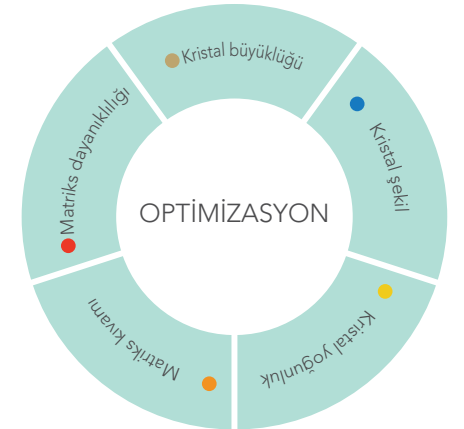 Kristal büyüklüğü
Kristal şekil
Kristal yoğunluk
Matriks kıvamı
Matriks dayanıklılığı
OPTİMİZASYON